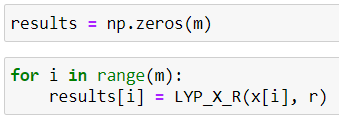 results = np.zeros(m)
for i in range(m):
    results[i] = LYP_X_R(x[i], r)